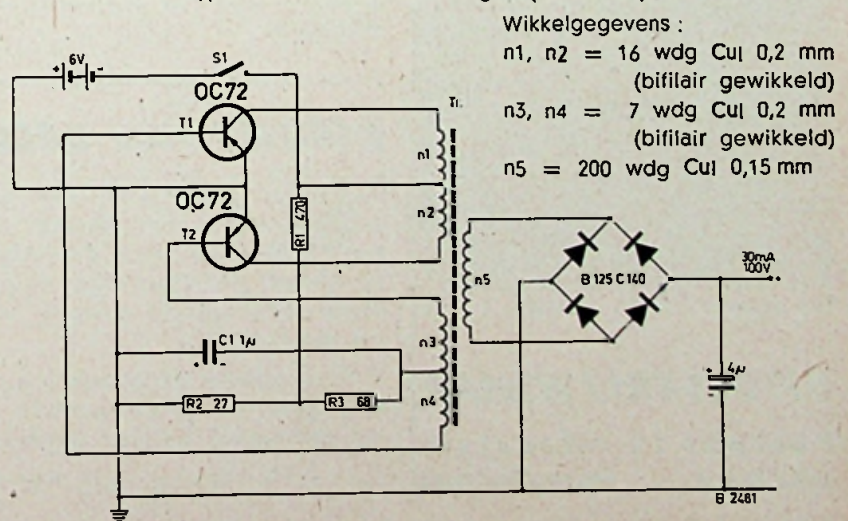 Wikkelgegevens :
n1, n2 = 16 wdg Cul 0,2 mm
(bifilair gewikkeld)
n3, n4 = 7 wdg Cul 0,2 mm
(bifilair gewikkeld)
n5 = 200 wdg Cul 0,15 mm
+ 6V -
S1
OC72
T1
Tr.
n1
OC72
n2
R1 470
T2
n5
B 125 C 140
30mA
100V
+
C1 1µ
+ -
n3
n4
R2 27
R3 68
+ 4µ
-
B 2481